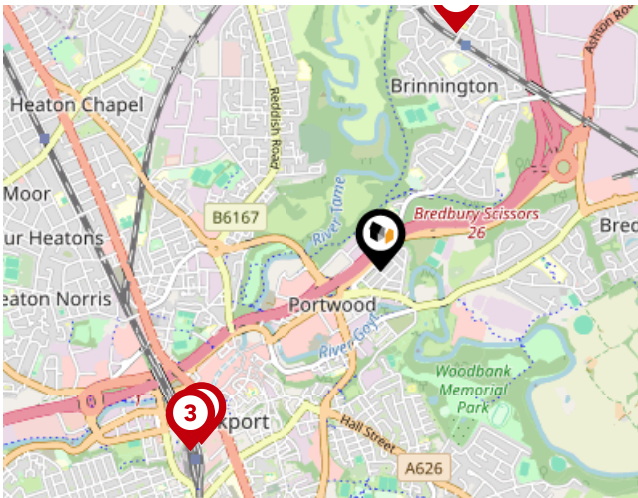 Ashton Ro
Brinnington
Heaton Chapel
Reddish Road
Moor
B6167
River Tame
Bredbury Scissors
26
Bred
ur Heatons
eaton Norris
Portwood
River Goyt
Woodbank
Memorial
Park
3
kport
Hall Street
A626